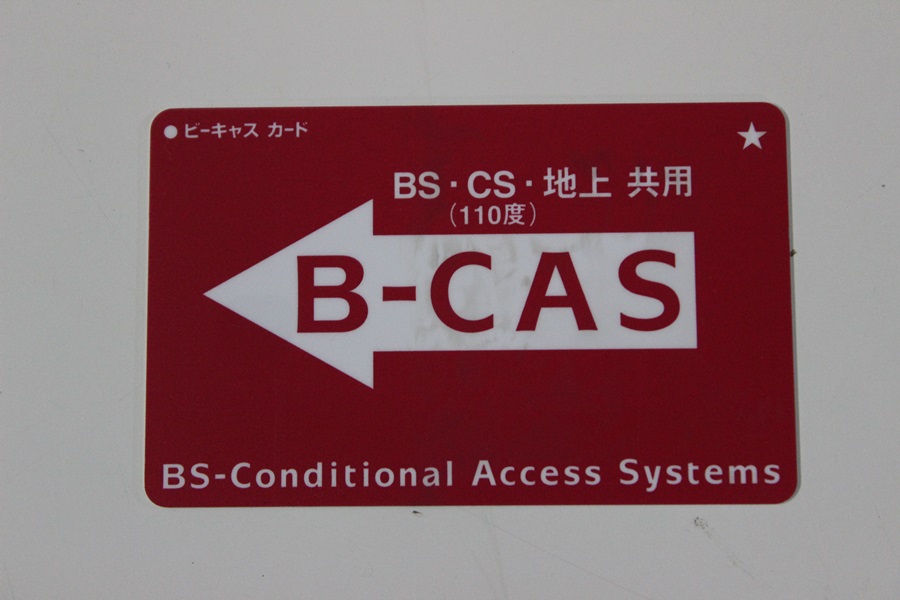 ●ビーキャス カード
★
BS・CS・地上 共用
（110度）
B-CAS
BS-Conditional Access Systems